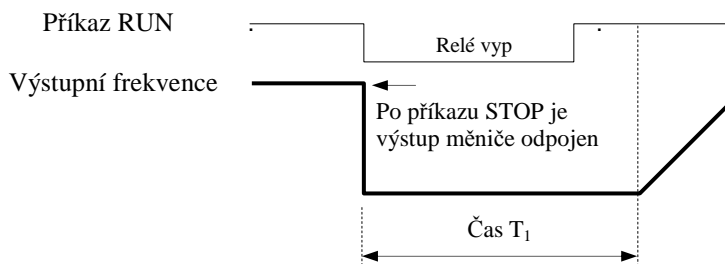 Příkaz RUN
Relé vyp
Výstupní frekvence
Po příkazu STOP je
výstup měniče odpojen
Čas T₁